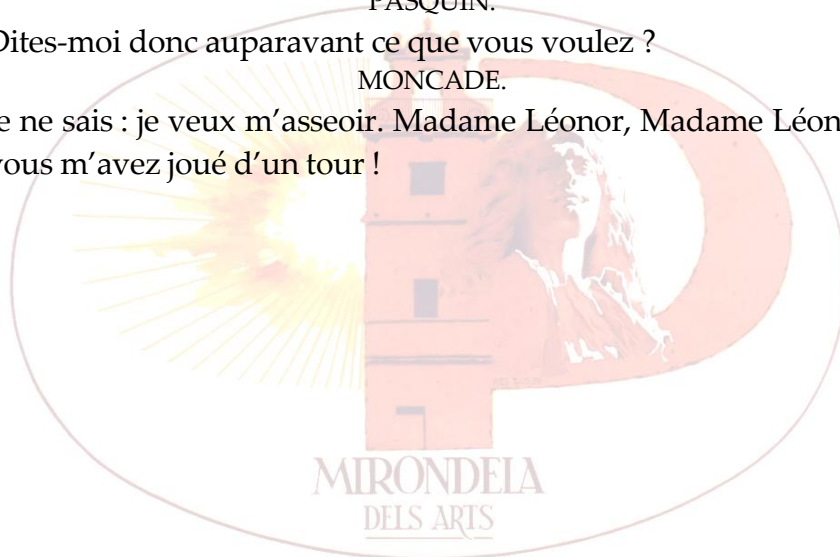 PASQUIN.
Dites-moi donc auparavant ce que vous voulez ?
MONCADE.
e ne sais : je veux m’asseoir. Madame Léonor, Madame Léon
vous m’avez joué d’un tour !
MIRONDELA
DELS ARTS